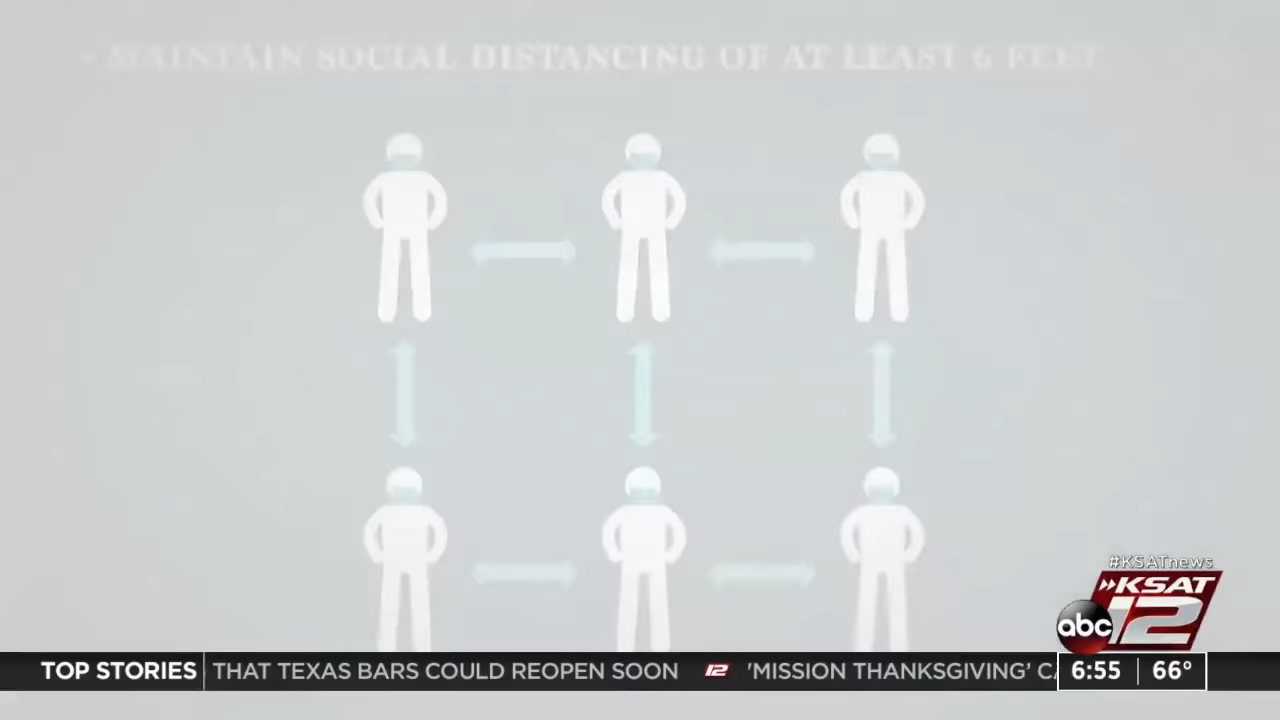 • MAINTAIN SOCIAL DISTANCING OF AT LEAST 6 FEET
#KSATnews
KSAT
abc 12
TOP STORIES THAT TEXAS BARS COULD REOPEN SOON 12 'MISSION THANKSGIVING' CA 6:55 66°